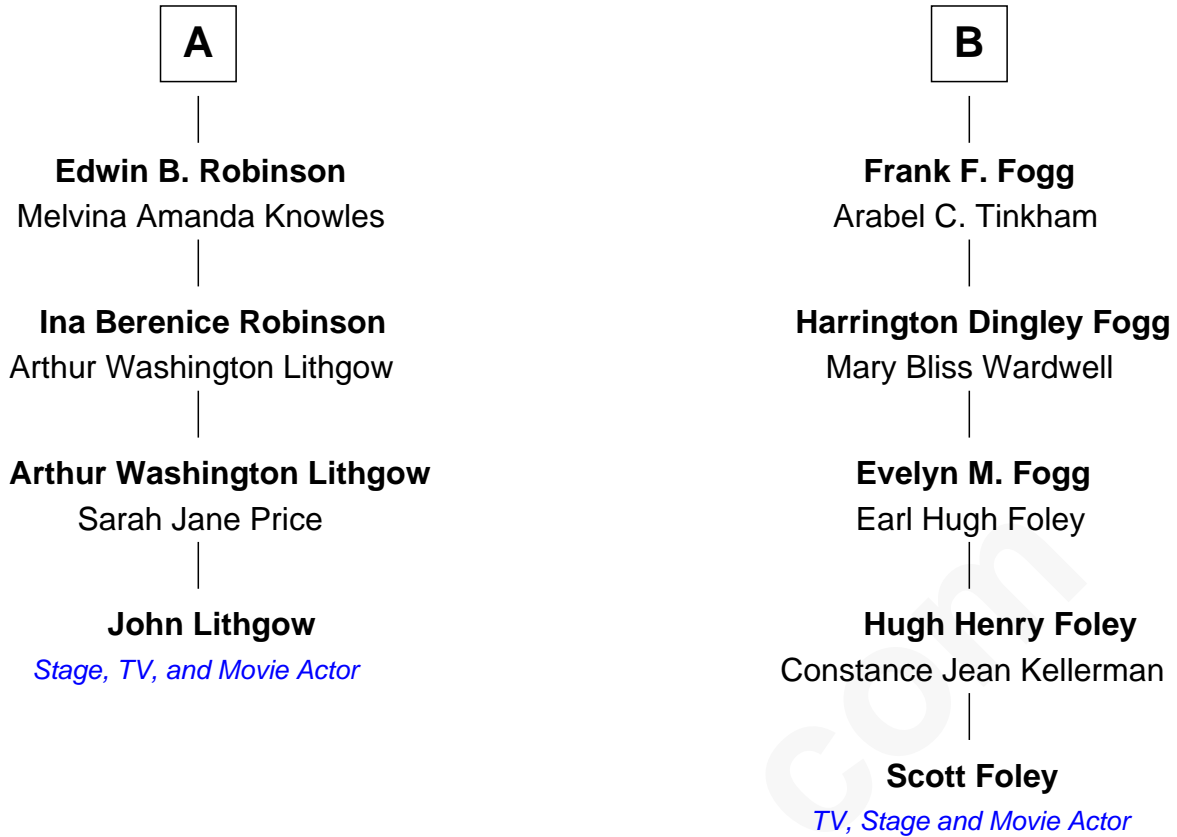 A
Edwin B. Robinson
Melvina Amanda Knowles
Ina Berenice Robinson
Arthur Washington Lithgow
Arthur Washington Lithgow
Sarah Jane Price
John Lithgow
Stage, TV, and Movie Actor
B
Frank F. Fogg
Arabel C. Tinkham
Harrington Dingley Fogg
Mary Bliss Wardwell
Evelyn M. Fogg
Earl Hugh Foley
Hugh Henry Foley
Constance Jean Kellerman
Scott Foley
TV, Stage and Movie Actor
com